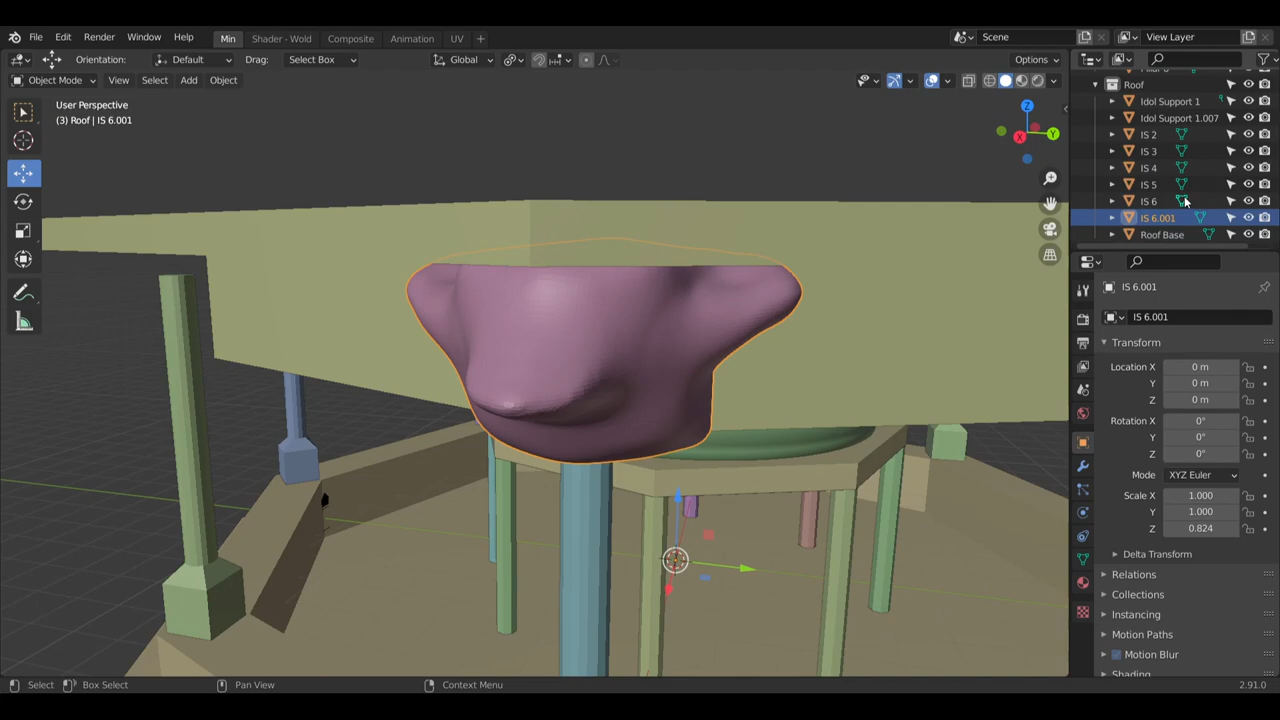 File Edit Render Window Help Min Shader - Wold Composite Animation UV + Scene View Layer
Orientation: Default Drag: Select Box Global Options
Object Mode View Select Add Object
User Perspective
(3) Roof | IS 6.001
Z
Y
X
Roof
Idol Support 1
Idol Support 1.007
IS 2
IS 3
IS 4
IS 5
IS 6
IS 6.001
Roof Base
IS 6.001
IS 6.001
Transform
Location X 0 m
Y 0 m
Z 0 m
Rotation X 0°
Y 0°
Z 0°
Mode XYZ Euler
Scale X 1.000
Y 1.000
Z 0.824
Delta Transform
Relations
Collections
Instancing
Motion Paths
Motion Blur
Shading
Select Box Select Pan View Context Menu 2.91.0